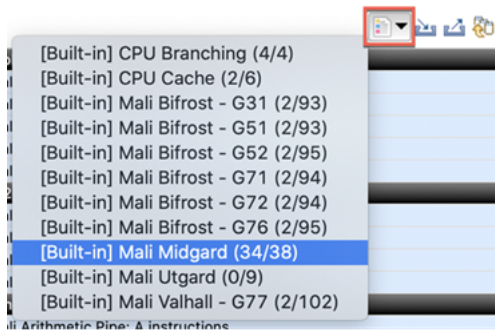 [Built-in] CPU Branching (4/4)
[Built-in] CPU Cache (2/6)
[Built-in] Mali Bifrost - G31 (2/93)
[Built-in] Mali Bifrost - G51 (2/93)
[Built-in] Mali Bifrost - G52 (2/95)
[Built-in] Mali Bifrost - G71 (2/94)
[Built-in] Mali Bifrost - G72 (2/94)
[Built-in] Mali Bifrost - G76 (2/95)
[Built-in] Mali Midgard (34/38)
[Built-in] Mali Utgard (0/9)
[Built-in] Mali Valhall - G77 (2/102)
Arithmetic Pipe: A instructions